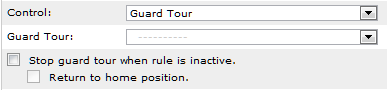 Control: Guard Tour
Guard Tour: ----------
Stop guard tour when rule is inactive.
Return to home position.